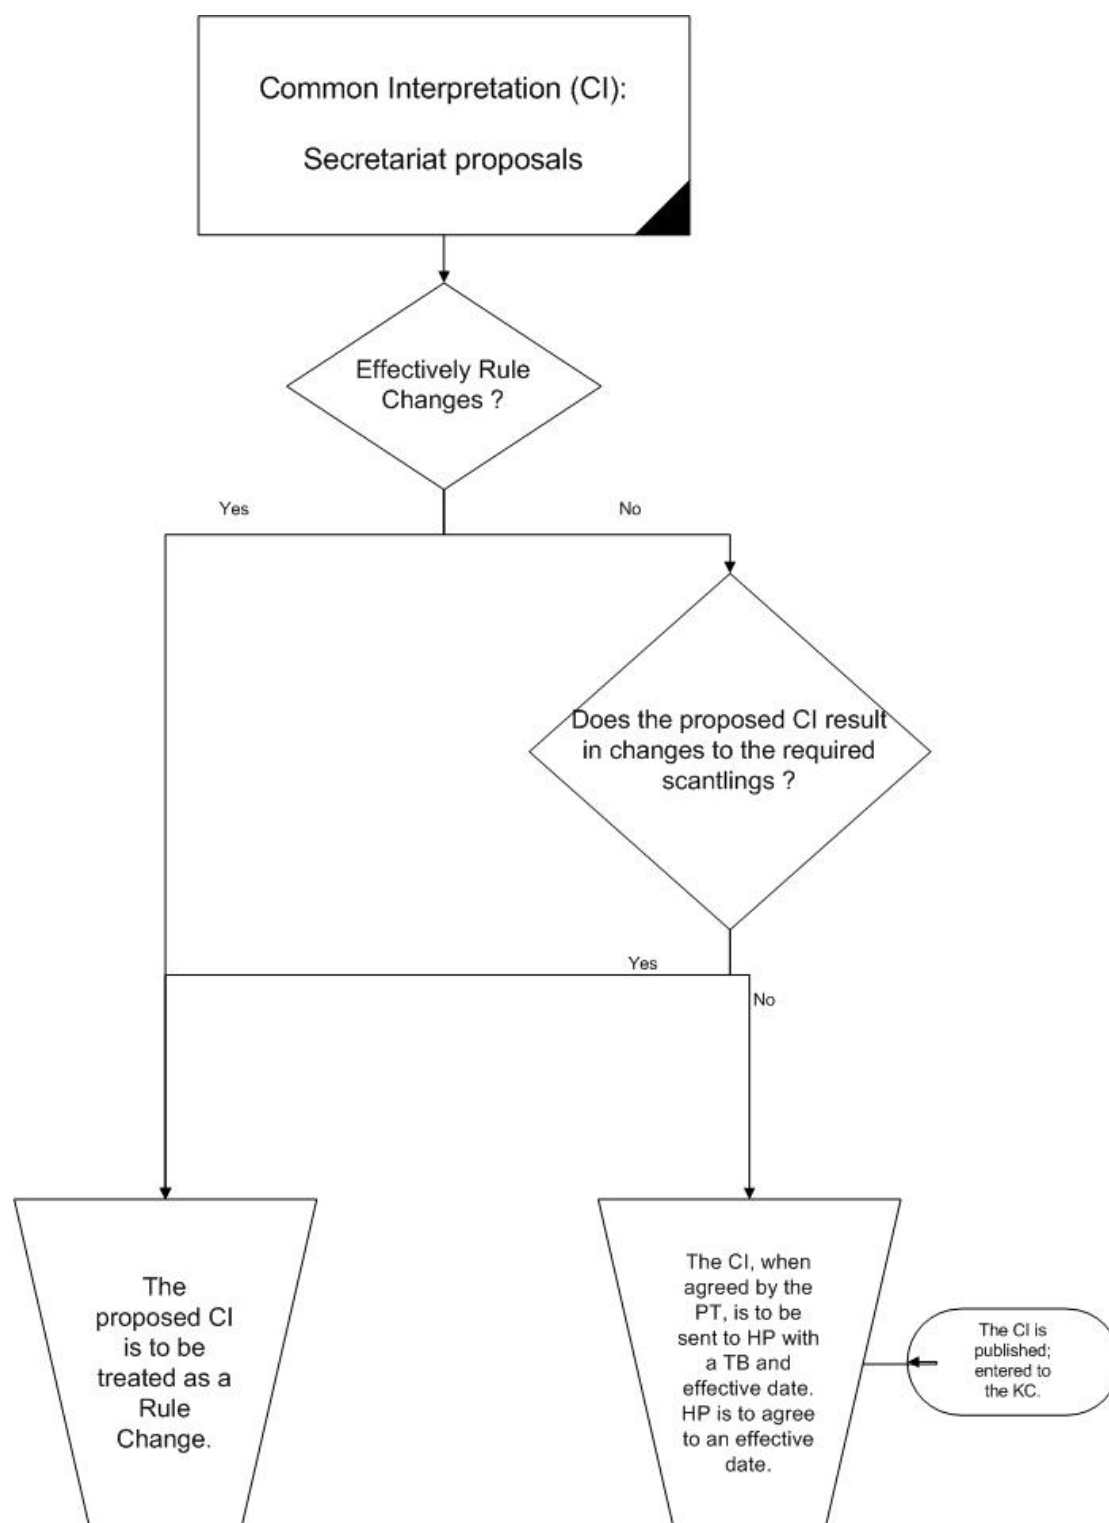 Common Interpretation (CI):
Secretariat proposals
Effectively Rule
Changes ?
Yes
No
Does the proposed CI result
in changes to the required
scantlings ?
Yes
No
The
proposed CI
is to be
treated as a
Rule
Change.
The CI, when
agreed by the
PT, is to be
sent to HP with
a TB and
effective date.
HP is to agree
to an effective
date.
The CI is
published;
entered to
the KC.